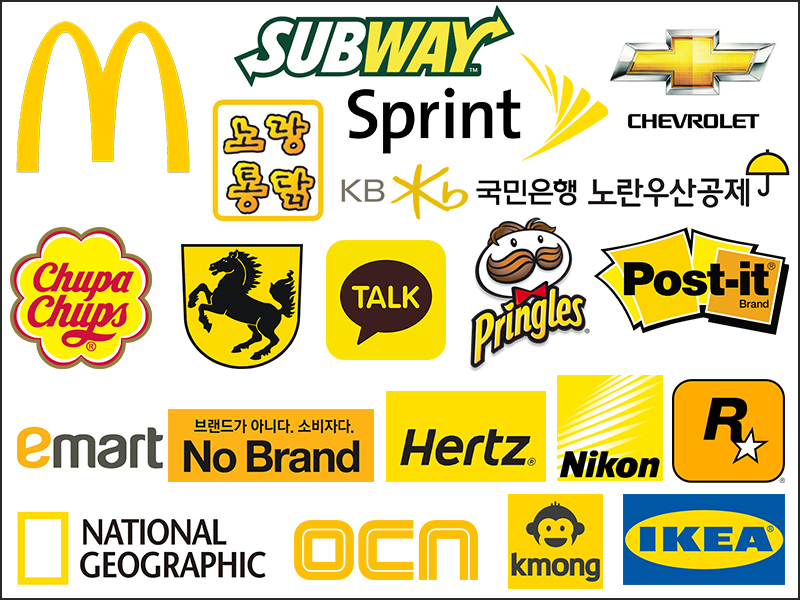 SUBWAY
TM
CHEVROLET
Sprint
노랑
통닭
KB
국민은행
노란우산공제
Chupa
Chups
®
TALK
Pringles
®
Post-it®
Brand
emart
브랜드가 아니다. 소비자다.
No Brand
Hertz®
Nikon
R
®
NATIONAL
GEOGRAPHIC
OCN
kmong
IKEA®